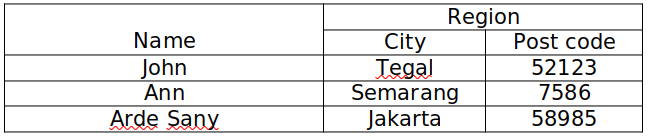 Region
Name
City Post code
John Tegal 52123
Ann Semarang 7586
Arde Sany Jakarta 58985